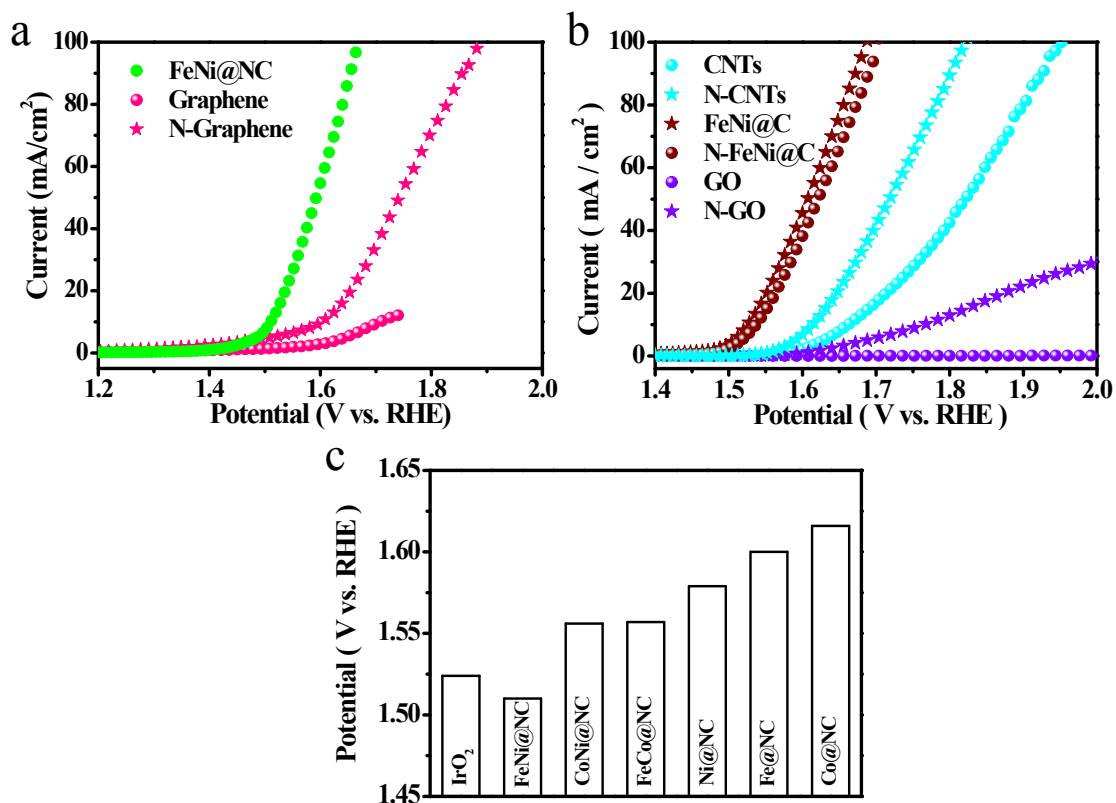 a
100
80
60
40
20
0
Current (mA/cm²)
FeNi@NC
Graphene
N-Graphene
1.2 1.4 1.6 1.8 2.0
Potential (V vs. RHE)
b
100
80
60
40
20
0
Current ( mA / cm²)
CNTs
N-CNTs
FeNi@C
N-FeNi@C
GO
N-GO
1.4 1.5 1.6 1.7 1.8 1.9 2.0
Potential ( V vs. RHE )
c
1.65
1.60
1.55
1.50
1.45
Potential ( V vs. RHE)
IrO₂
FeNi@NC
CoNi@NC
FeCo@NC
Ni@NC
Fe@NC
Co@NC